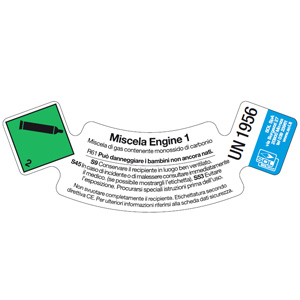 2
Miscela Engine 1
Miscela di gas contenente monossido di carbonio
R61 Può danneggiare i bambini non ancora nati.
S9 Conservare il recipiente in luogo ben ventilato.
S45 In caso di incidente o di malessere consultare immediatamente
il medico. (se possibile mostrargli l'etichetta). S53 Evitare
l'esposizione. Procurarsi speciali istruzioni prima dell'uso.
Non svuotare completamente il recipiente. Etichettatura secondo
direttiva CE. Per ulteriori informazioni riferirsi alla scheda dati sicurezza.
UN 1956
SOL SpA